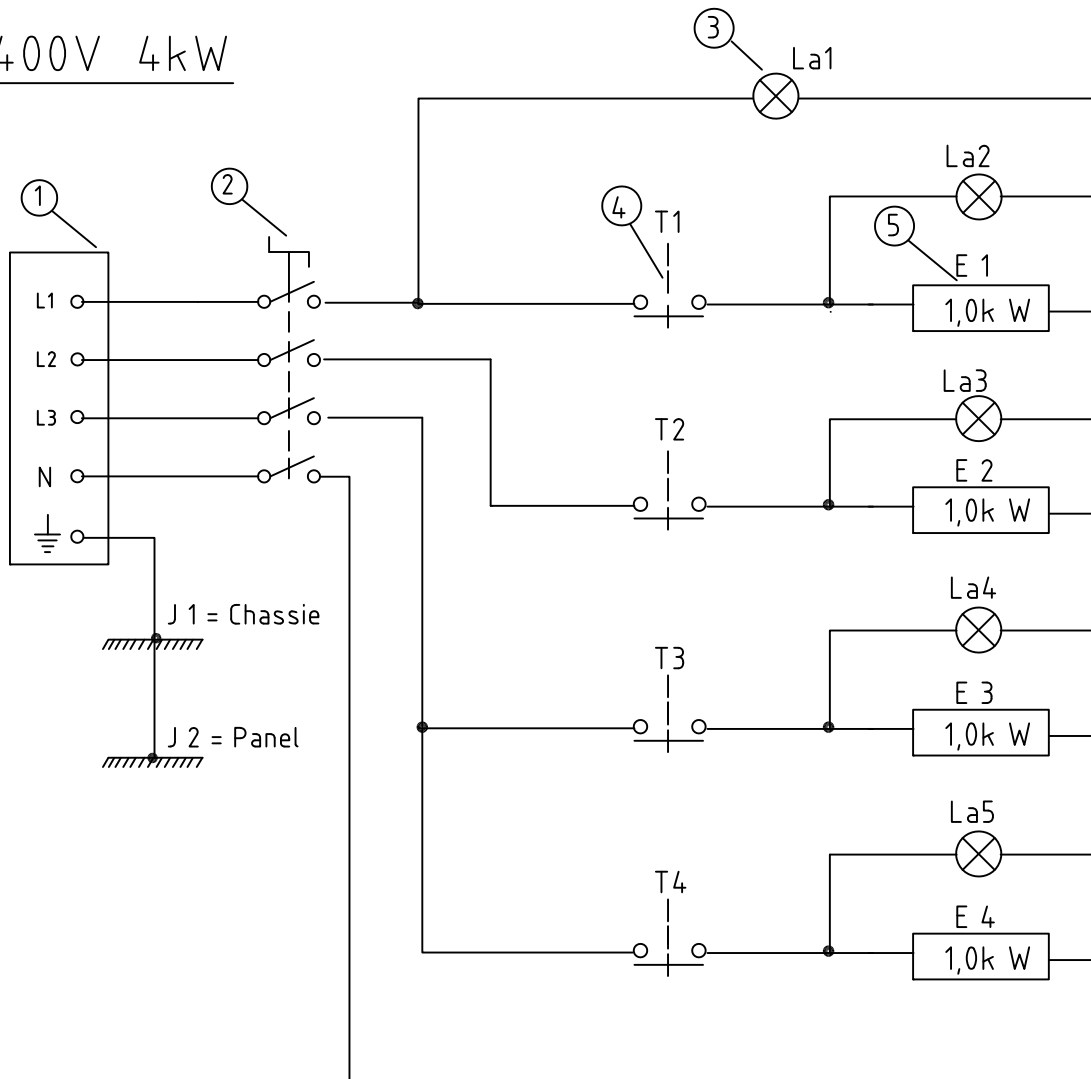 400V 4kW
3
La1
1
2
4
T1
La2
5
E 1
1,0k W
L1
L2
L3
N
La3
T2
E 2
1,0k W
J 1 = Chassie
J 2 = Panel
La4
T3
E 3
1,0k W
La5
T4
E 4
1,0k W